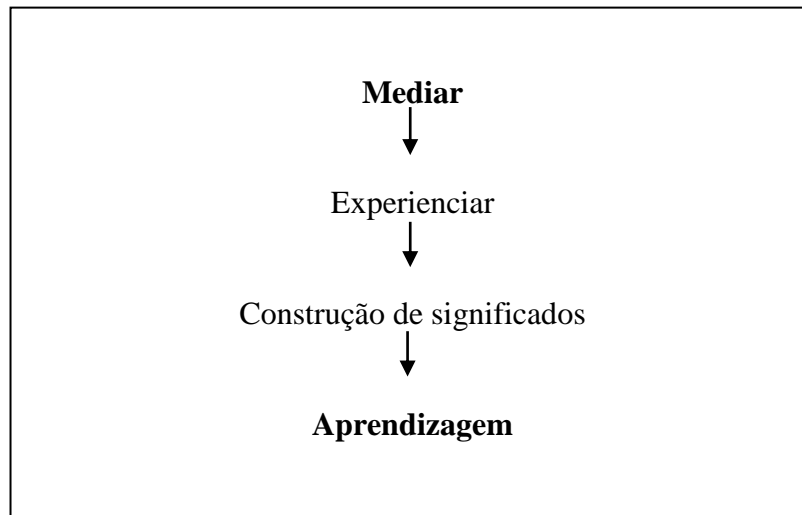 Mediar
Experienciar
Construção de significados
Aprendizagem